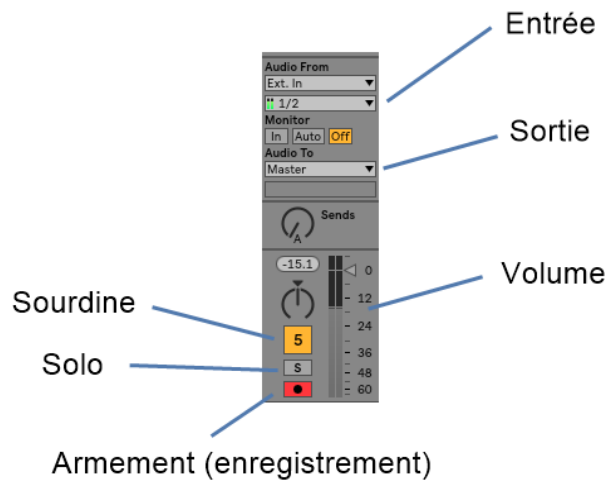 Entrée
Audio From
Ext. In
1/2
Monitor
In Auto Off
Sortie
Audio To
Master
Sends
A
-15.1
0
Volume
12
Sourdine
24
5
36
Solo
S
48
60
Armement (enregistrement)